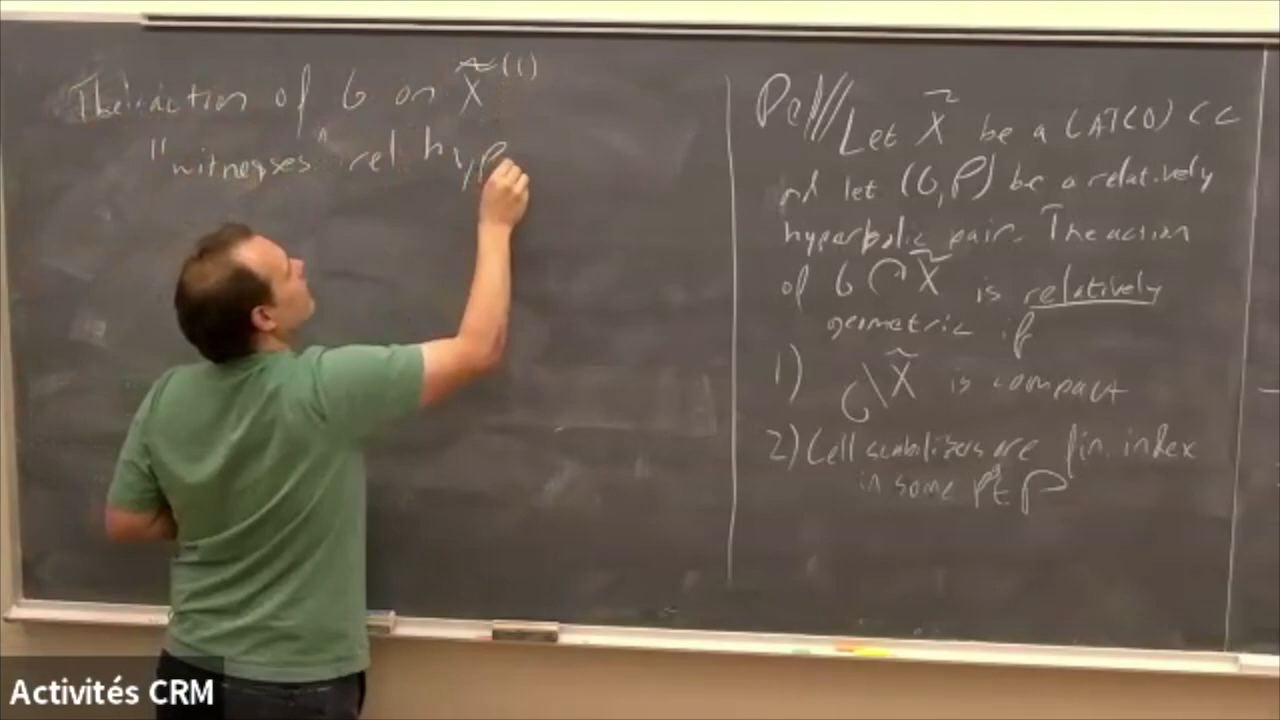 The action of G on X̃⁽¹⁾
"witnesses" rel hyp
Def// Let X̃ be a CAT(0) CC
and let (G, P) be a relatively
hyperbolic pair. The action
of G ↷ X̃ is relatively
geometric if
1) G\X̃ is compact
2) Cell stabilizers are fin. index
in some Pᵍ ∈ P
Activités CRM